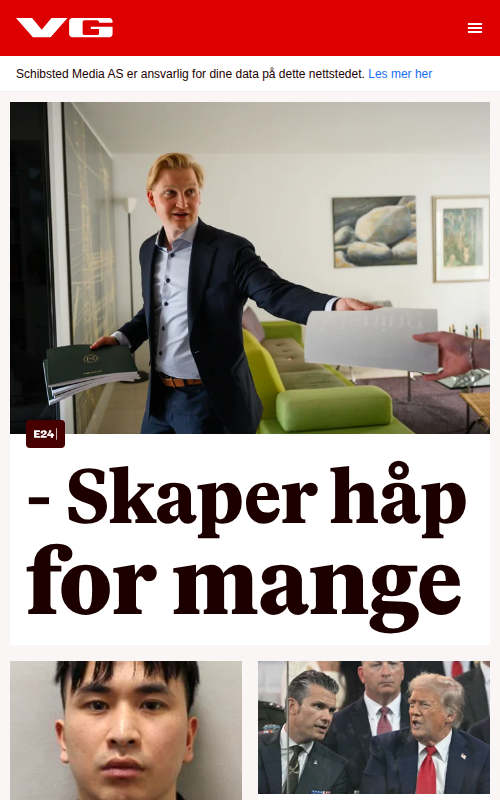 VG
Schibsted Media AS er ansvarlig for dine data på dette nettstedet. Les mer her
E24
- Skaper håp
for mange